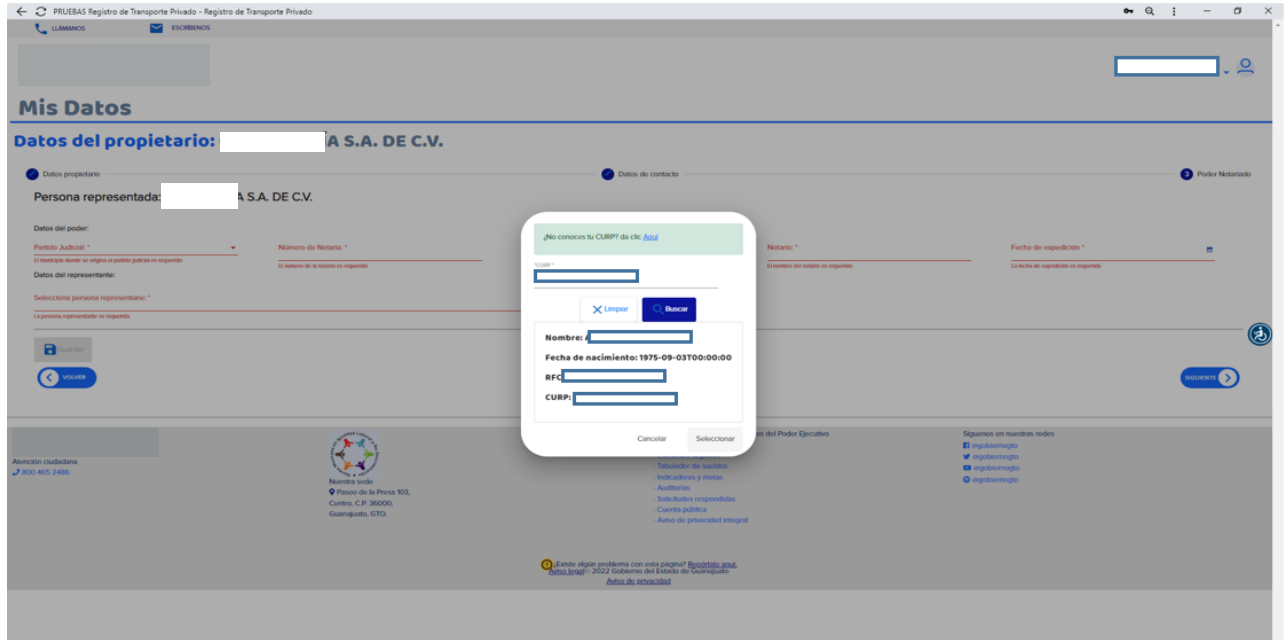 PRUEBAS Registro de Transporte Privado - Registro de Transporte Privado
LLÁMANOS
ESCRÍBENOS
Mis Datos
Datos del propietario: ÍA S.A. DE C.V.
Datos propietario
Datos de contacto
3 Poder Notariado
Persona representada: A S.A. DE C.V.
Datos del poder:
Partido Judicial: *
Número de Notaria: *
Notario: *
Fecha de expedición *
El municipio donde se origina el partido judicial es requerido
El número de la notaria es requerido
El nombre del notario es requerido
La fecha de expedición es requerida
Datos del representante:
Selecciona persona representante: *
La persona representante es requerida
Guardar
VOLVER
SIGUIENTE
¿No conoces tu CURP? da clic Aquí
*CURP *
Limpiar
Buscar
Nombre: A
Fecha de nacimiento: 1975-09-03T00:00:00
RFC
CURP:
Cancelar
Seleccionar
Atención ciudadana
800 465 2486
Nuestra sede
Paseo de la Presa 103,
Centro, C.P. 36000,
Guanajuato, GTO.
os del Poder Ejecutivo
- Tabulador de sueldos
- Indicadores y metas
- Auditorías
- Solicitudes respondidas
- Cuenta pública
- Aviso de privacidad integral
Síguenos en nuestras redes
@gobiernogto
@gobiernogto
@gobiernogto
@gobiernogto
¿Existe algún problema con esta página? Repórtalo aquí.
Aviso legal© 2022 Gobierno del Estado de Guanajuato
Aviso de privacidad